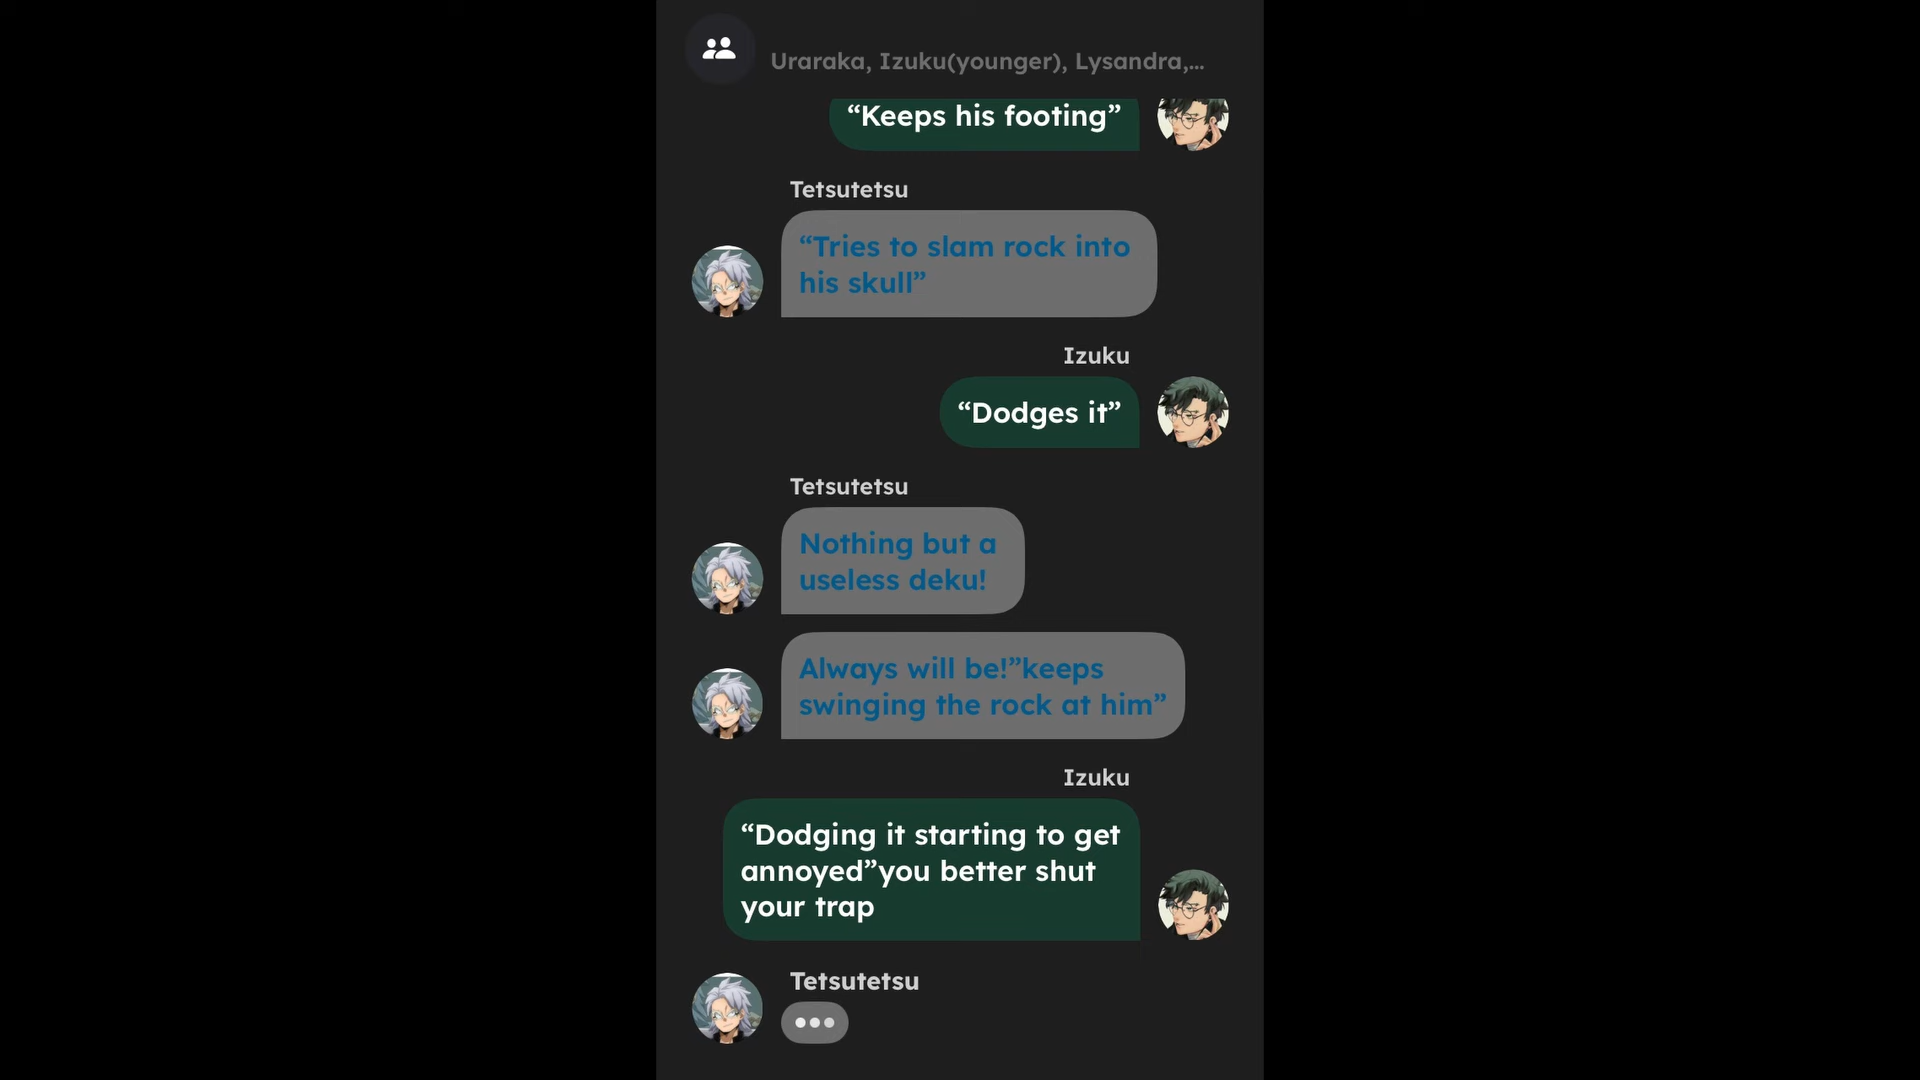 Uraraka, Izuku(younger), Lysandra,...
“Keeps his footing”
Tetsutetsu
“Tries to slam rock into
his skull”
Izuku
“Dodges it”
Tetsutetsu
Nothing but a
useless deku!
Always will be!”keeps
swinging the rock at him”
Izuku
“Dodging it starting to get
annoyed”you better shut
your trap
Tetsutetsu